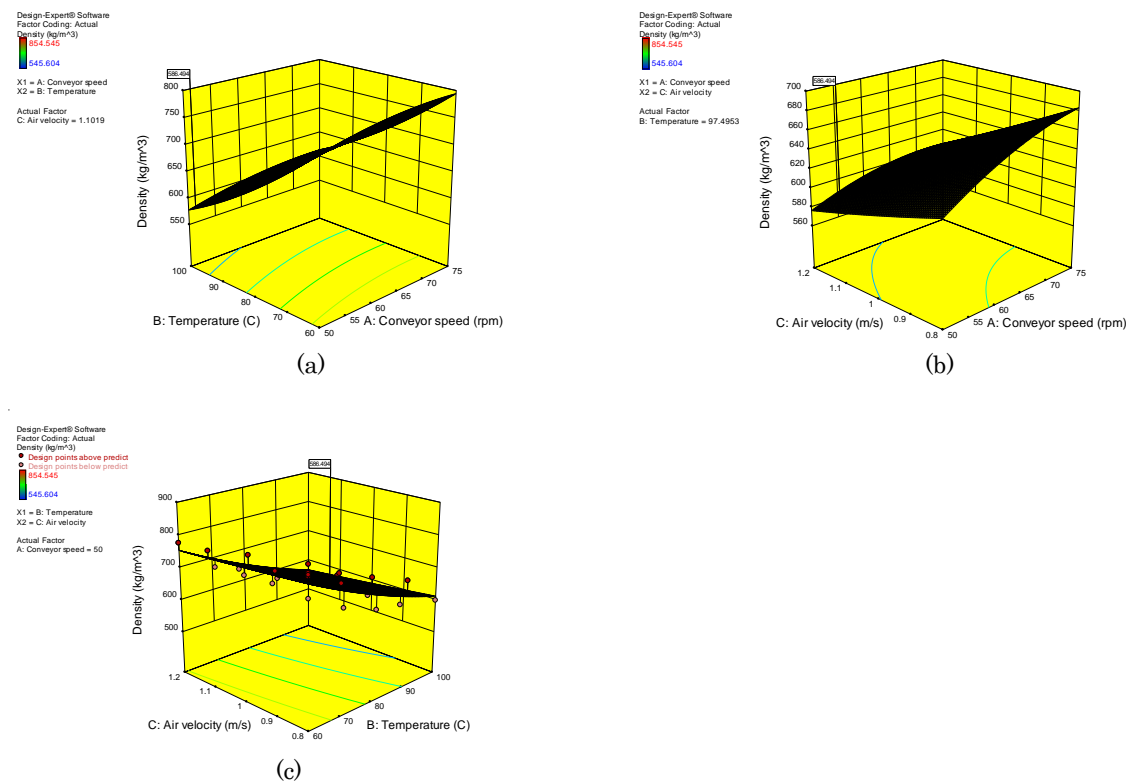 Design-Expert® Software
Factor Coding: Actual
Density (kg/m^3)
854.545
545.604
X1 = A: Conveyor speed
X2 = B: Temperature
Actual Factor
C: Air velocity = 1.1019
586.494
800
750
700
650
600
550
Density (kg/m^3)
100
90
80
70
60
B: Temperature (C)
50
55
60
65
70
75
A: Conveyor speed (rpm)
(a)
Design-Expert® Software
Factor Coding: Actual
Density (kg/m^3)
854.545
545.604
X1 = A: Conveyor speed
X2 = C: Air velocity
Actual Factor
B: Temperature = 97.4953
586.494
700
680
660
640
620
600
580
560
Density (kg/m^3)
1.2
1.1
1
0.9
0.8
C: Air velocity (m/s)
50
55
60
65
70
75
A: Conveyor speed (rpm)
(b)
Design-Expert® Software
Factor Coding: Actual
Density (kg/m^3)
Design points above predict
Design points below predict
854.545
545.604
X1 = B: Temperature
X2 = C: Air velocity
Actual Factor
A: Conveyor speed = 50
586.494
900
800
700
600
500
Density (kg/m^3)
1.2
1.1
1
0.9
0.8
C: Air velocity (m/s)
60
70
80
90
100
B: Temperature (C)
(c)